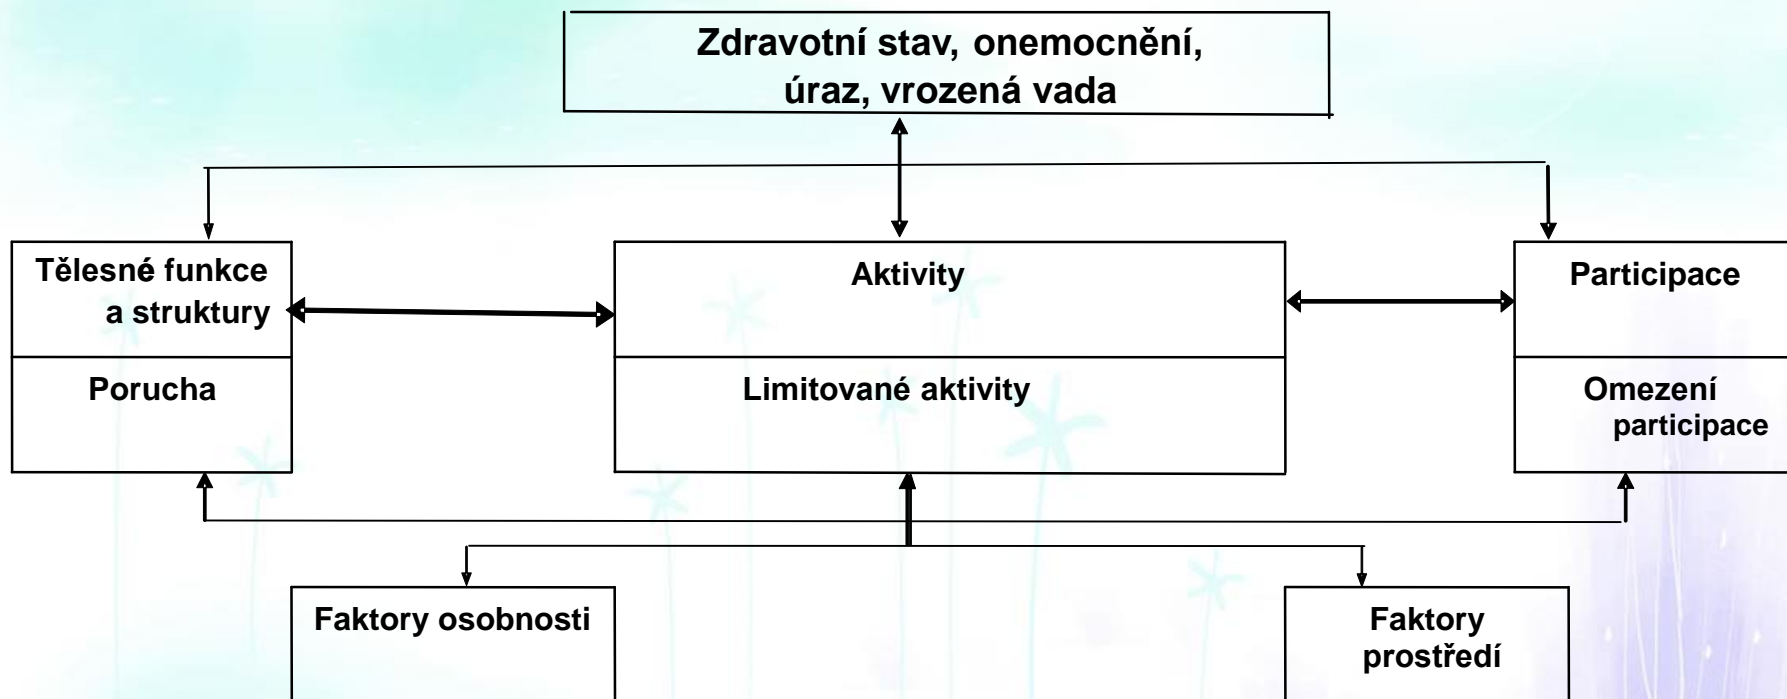 Zdravotní stav, onemocnění,
úraz, vrozená vada
Tělesné funkce
a struktury
Aktivity
Participace
Porucha
Limitované aktivity
Omezení
participace
Faktory osobnosti
Faktory
prostředí